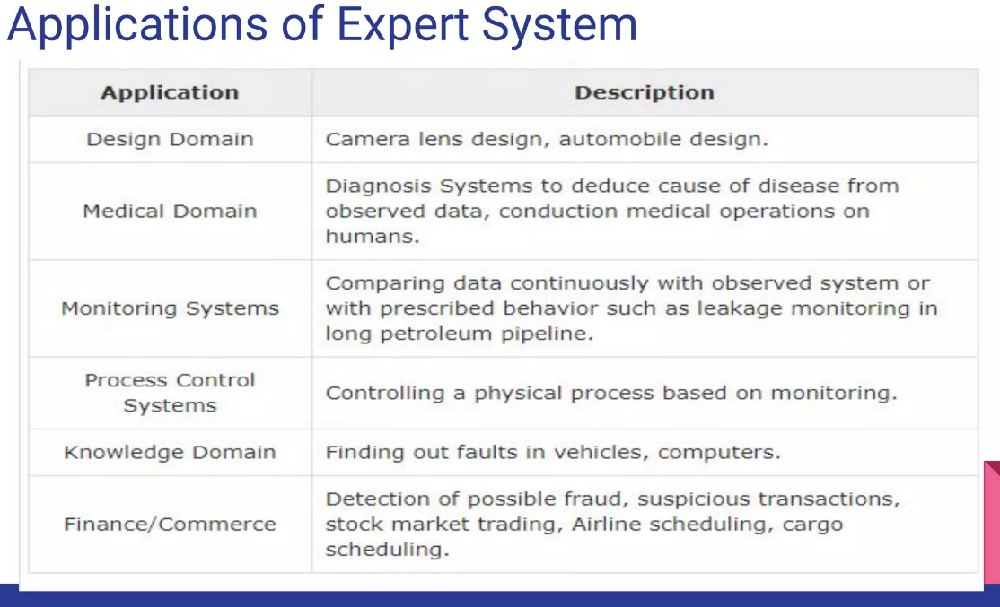 Applications of Expert System
Application
Description
Design Domain
Camera lens design, automobile design.
Medical Domain
Diagnosis Systems to deduce cause of disease from
observed data, conduction medical operations on
humans.
Monitoring Systems
Comparing data continuously with observed system or
with prescribed behavior such as leakage monitoring in
long petroleum pipeline.
Process Control
Systems
Controlling a physical process based on monitoring.
Knowledge Domain
Finding out faults in vehicles, computers.
Finance/Commerce
Detection of possible fraud, suspicious transactions,
stock market trading, Airline scheduling, cargo
scheduling.